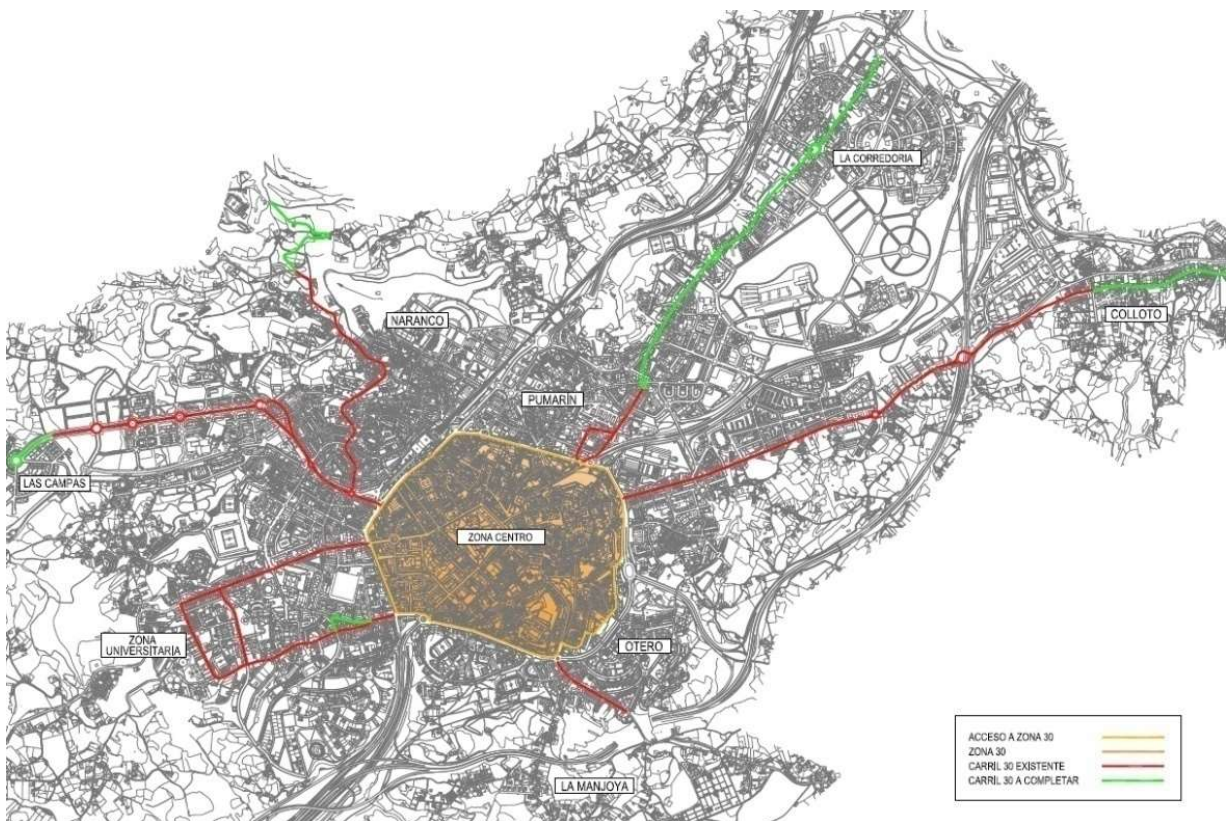 LA CORREDORIA
COLLOTO
NARANCO
PUMARÍN
LAS CAMPAS
ZONA CENTRO
ZONA
UNIVERSITARIA
OTERO
LA MANJOYA
ACCESO A ZONA 30
ZONA 30
CARRIL 30 EXISTENTE
CARRIL 30 A COMPLETAR